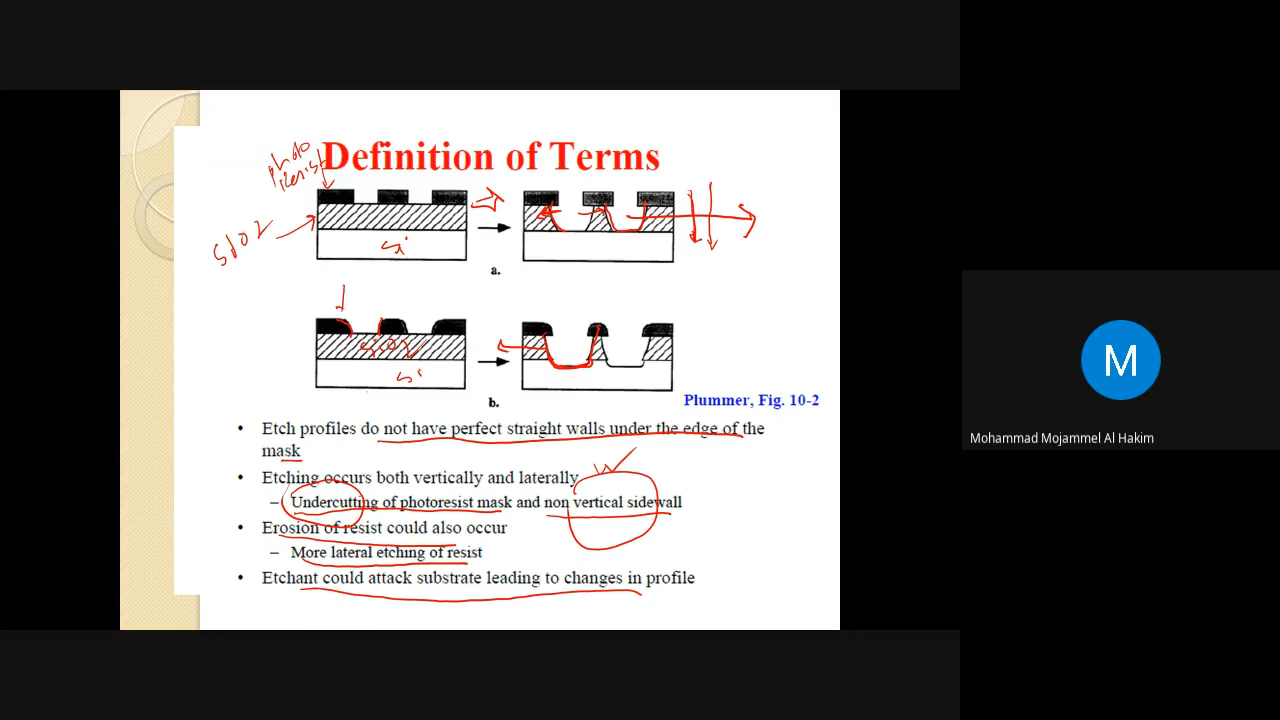 Definition of Terms
photo
Resist
SiO2
Si
a.
SiO2
Si
b.
Plummer, Fig. 10-2
• Etch profiles do not have perfect straight walls under the edge of the
mask
• Etching occurs both vertically and laterally
– Undercutting of photoresist mask and non vertical sidewall
• Erosion of resist could also occur
– More lateral etching of resist
• Etchant could attack substrate leading to changes in profile
M
Mohammad Mojammel Al Hakim